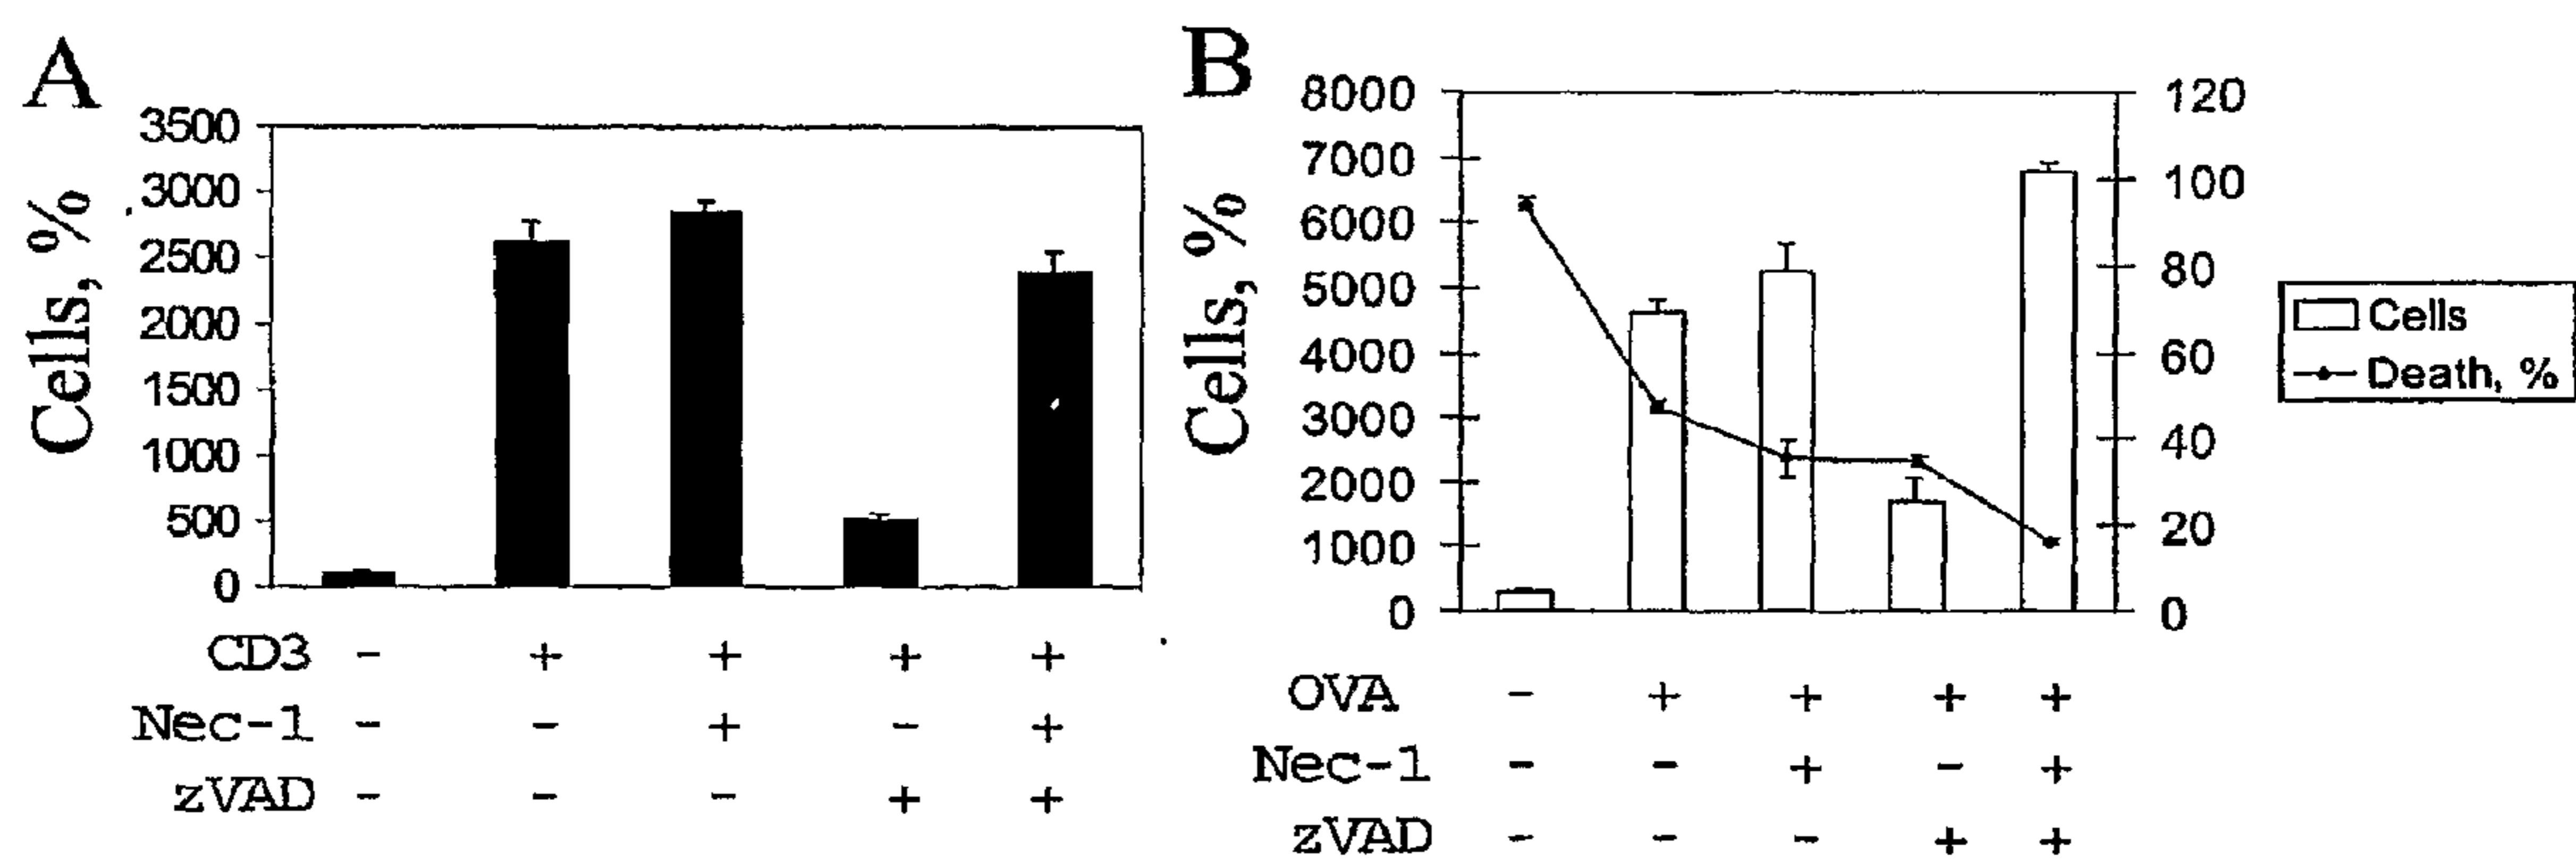 A
Cells, %
3500
3000
2500
2000
1500
1000
500
0
CD3 - + + + +
Nec-1 - - + - +
zVAD - - - + +
B
Cells, %
8000
7000
6000
5000
4000
3000
2000
1000
0
120
100
80
60
40
20
0
Cells
Death, %
OVA - + + + +
Nec-1 - - + - +
zVAD - - - + +